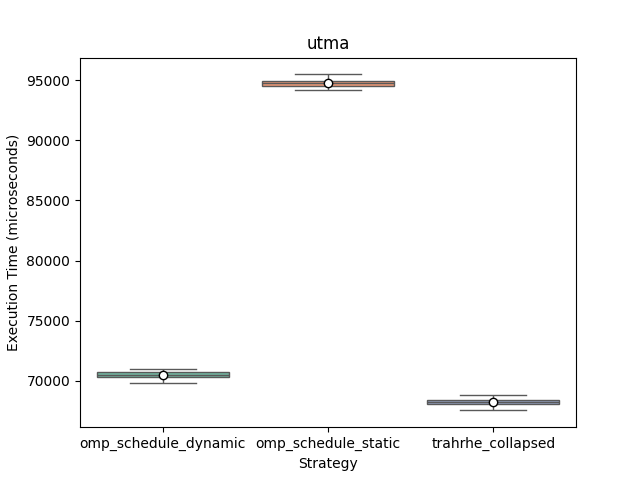 utma
Execution Time (microseconds)
95000
90000
85000
80000
75000
70000
omp_schedule_dynamic
omp_schedule_static
trahrhe_collapsed
Strategy